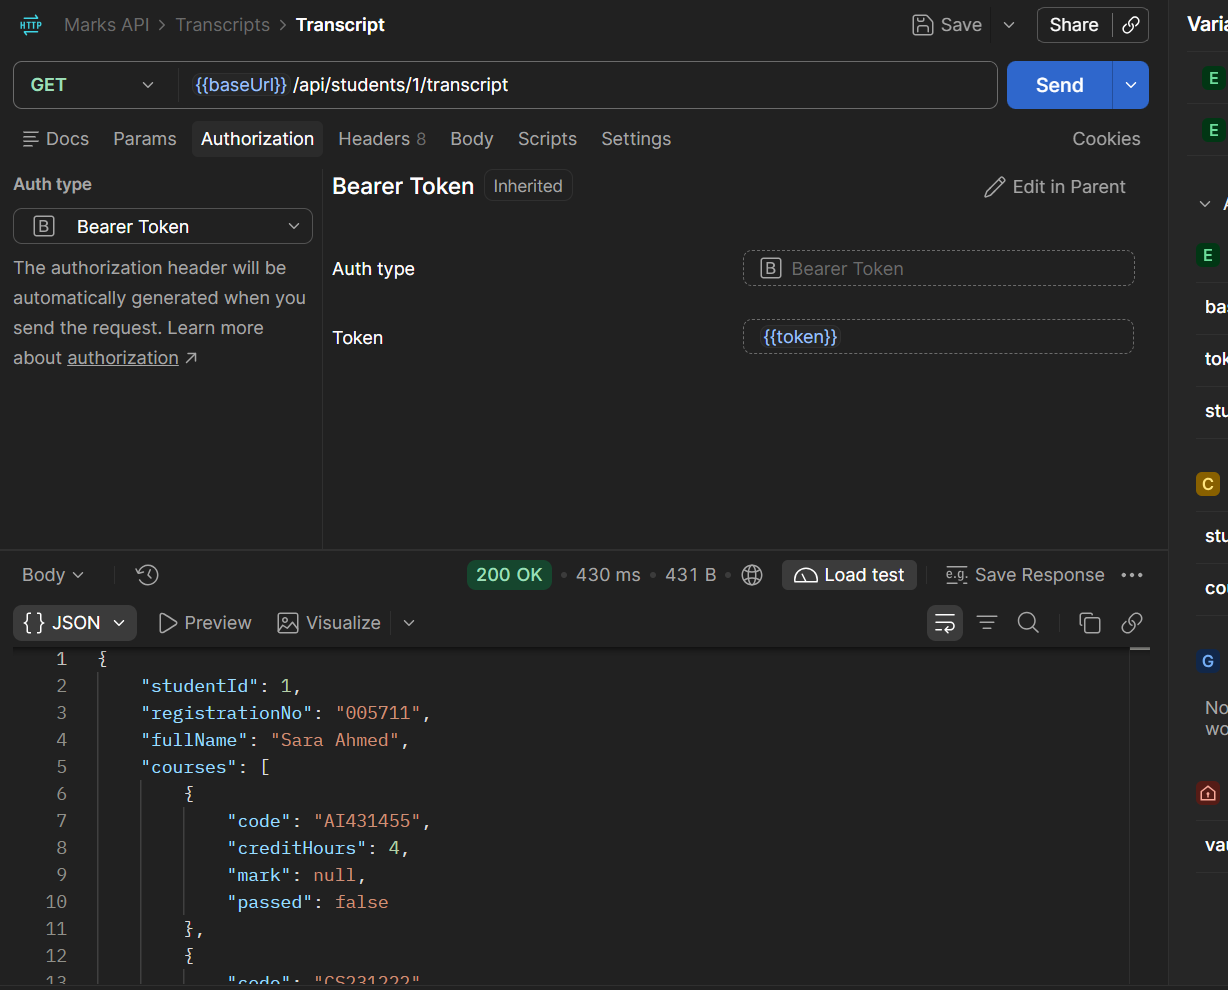 HTTP Marks API > Transcripts > Transcript Save Share
GET {{baseUrl}} /api/students/1/transcript Send
Docs Params Authorization Headers 8 Body Scripts Settings Cookies
Auth type
B Bearer Token
The authorization header will be
automatically generated when you
send the request. Learn more
about authorization ↗
Bearer Token Inherited Edit in Parent
Auth type B Bearer Token
Token {{token}}
Body 200 OK • 430 ms • 431 B • Load test e.g. Save Response •••
{} JSON Preview Visualize
1 {
2 "studentId": 1,
3 "registrationNo": "005711",
4 "fullName": "Sara Ahmed",
5 "courses": [
6 {
7 "code": "AI431455",
8 "creditHours": 4,
9 "mark": null,
10 "passed": false
11 },
12 {
13 "code": "CS231222"
E
E
E
C
G
No